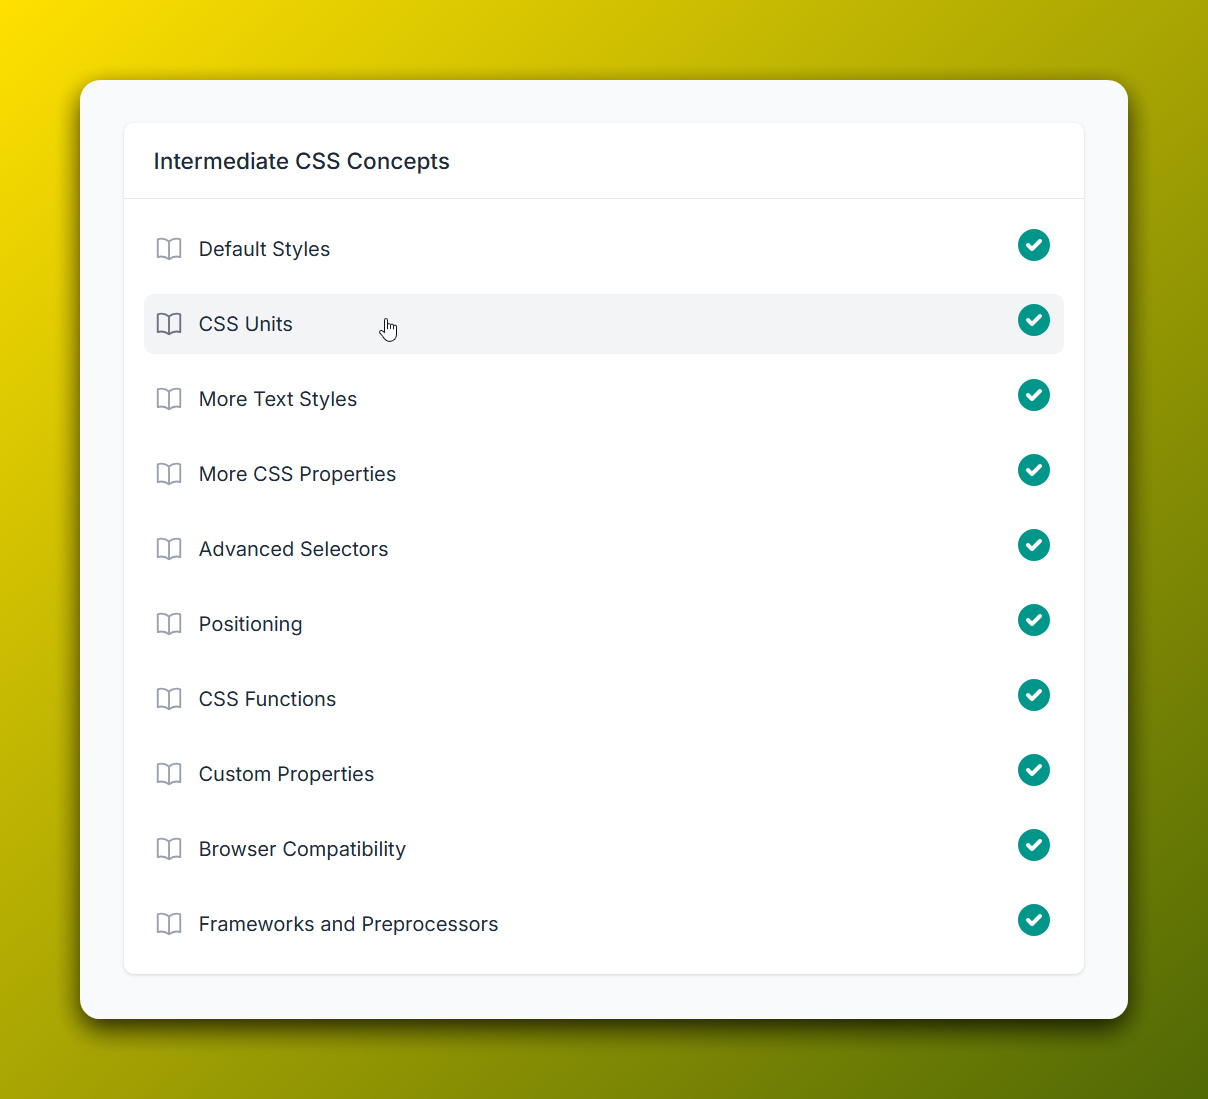 Intermediate CSS Concepts
Default Styles
CSS Units
More Text Styles
More CSS Properties
Advanced Selectors
Positioning
CSS Functions
Custom Properties
Browser Compatibility
Frameworks and Preprocessors